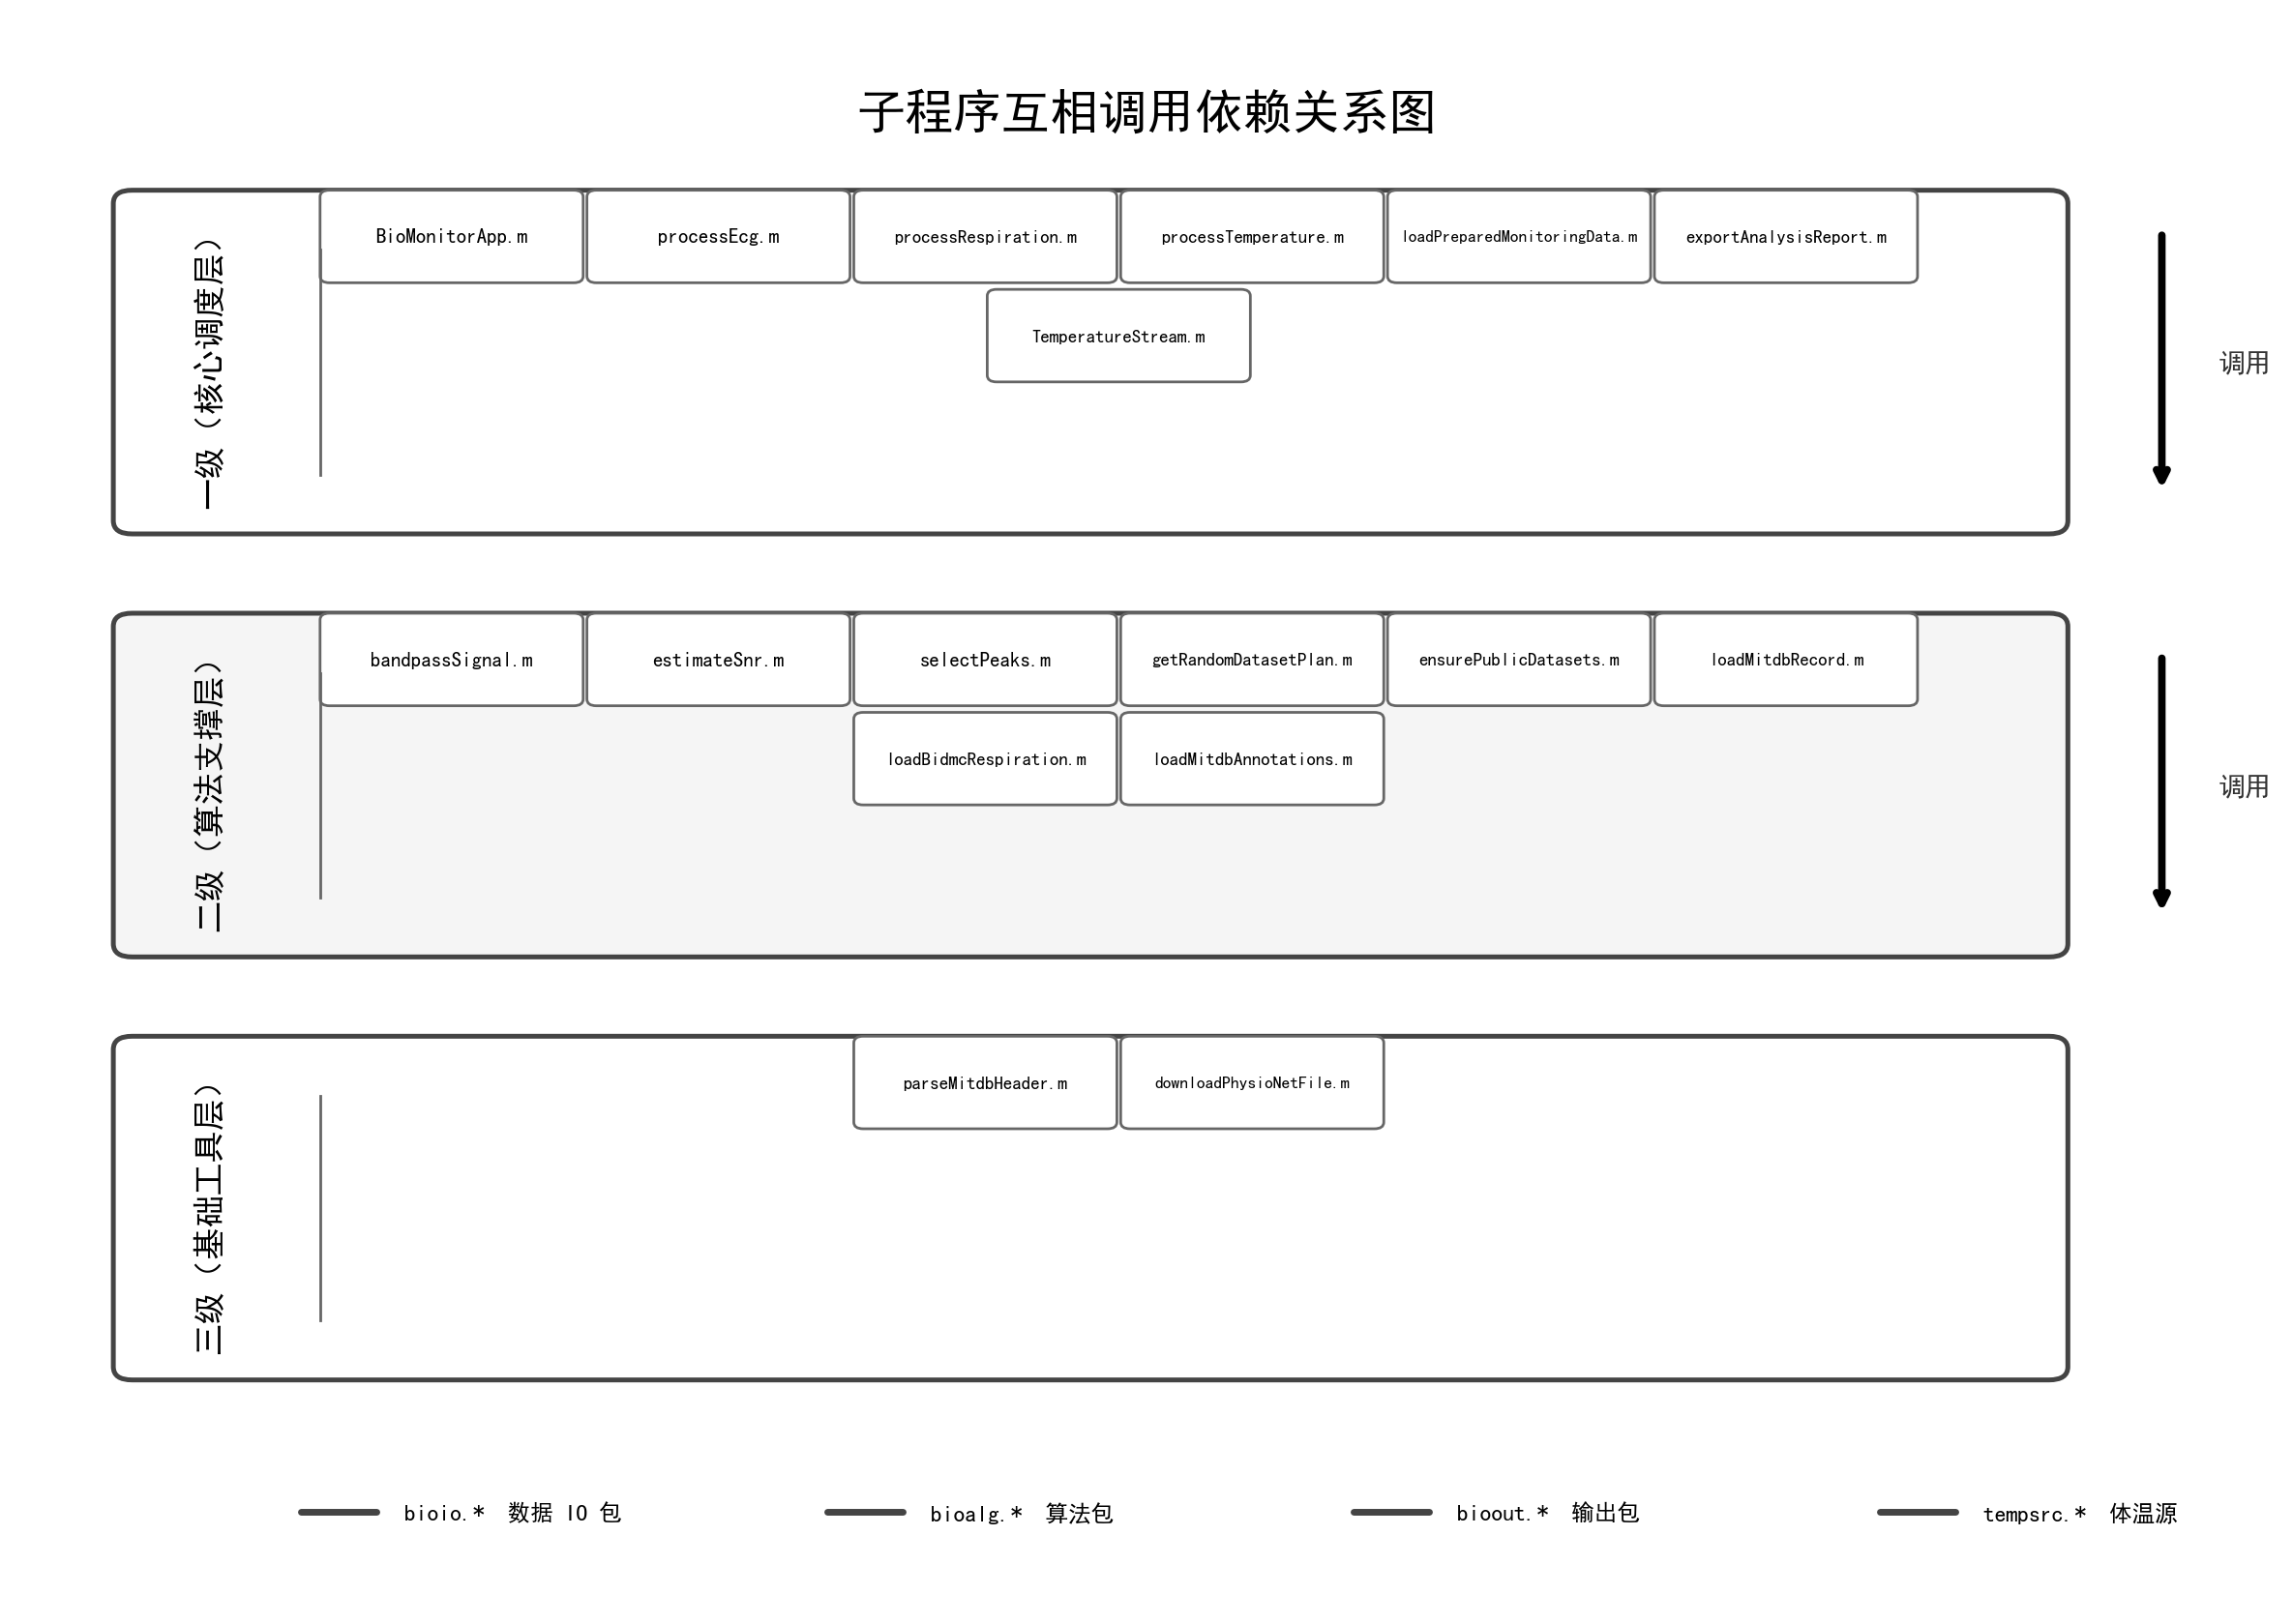 子程序互相调用依赖关系图
一级（核心调度层）
BioMonitorApp.m
processEcg.m
processRespiration.m
processTemperature.m
loadPreparedMonitoringData.m
exportAnalysisReport.m
TemperatureStream.m
调用
二级（算法支撑层）
bandpassSignal.m
estimateSnr.m
selectPeaks.m
getRandomDatasetPlan.m
ensurePublicDatasets.m
loadMitdbRecord.m
loadBidmcRespiration.m
loadMitdbAnnotations.m
调用
三级（基础工具层）
parseMitdbHeader.m
downloadPhysioNetFile.m
bioio.* 数据 IO 包
bioalg.* 算法包
bioout.* 输出包
tempsrc.* 体温源